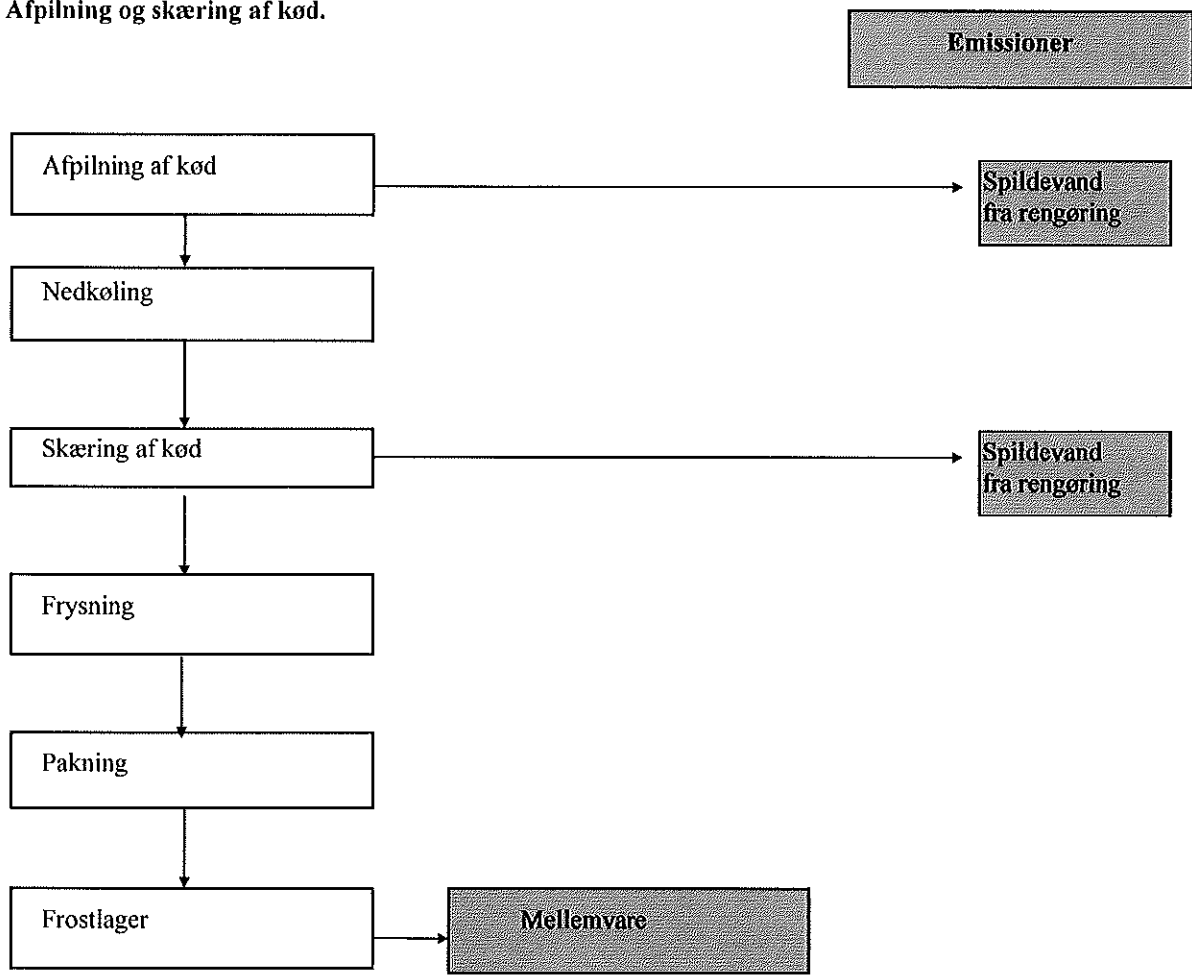 Afpilning og skæring af kød.
Emissioner
Afpilning af kød
Spildevand
fra rengøring
Nedkøling
Skæring af kød
Spildevand
fra rengøring
Frysning
Pakning
Frostlager
Mellemvare